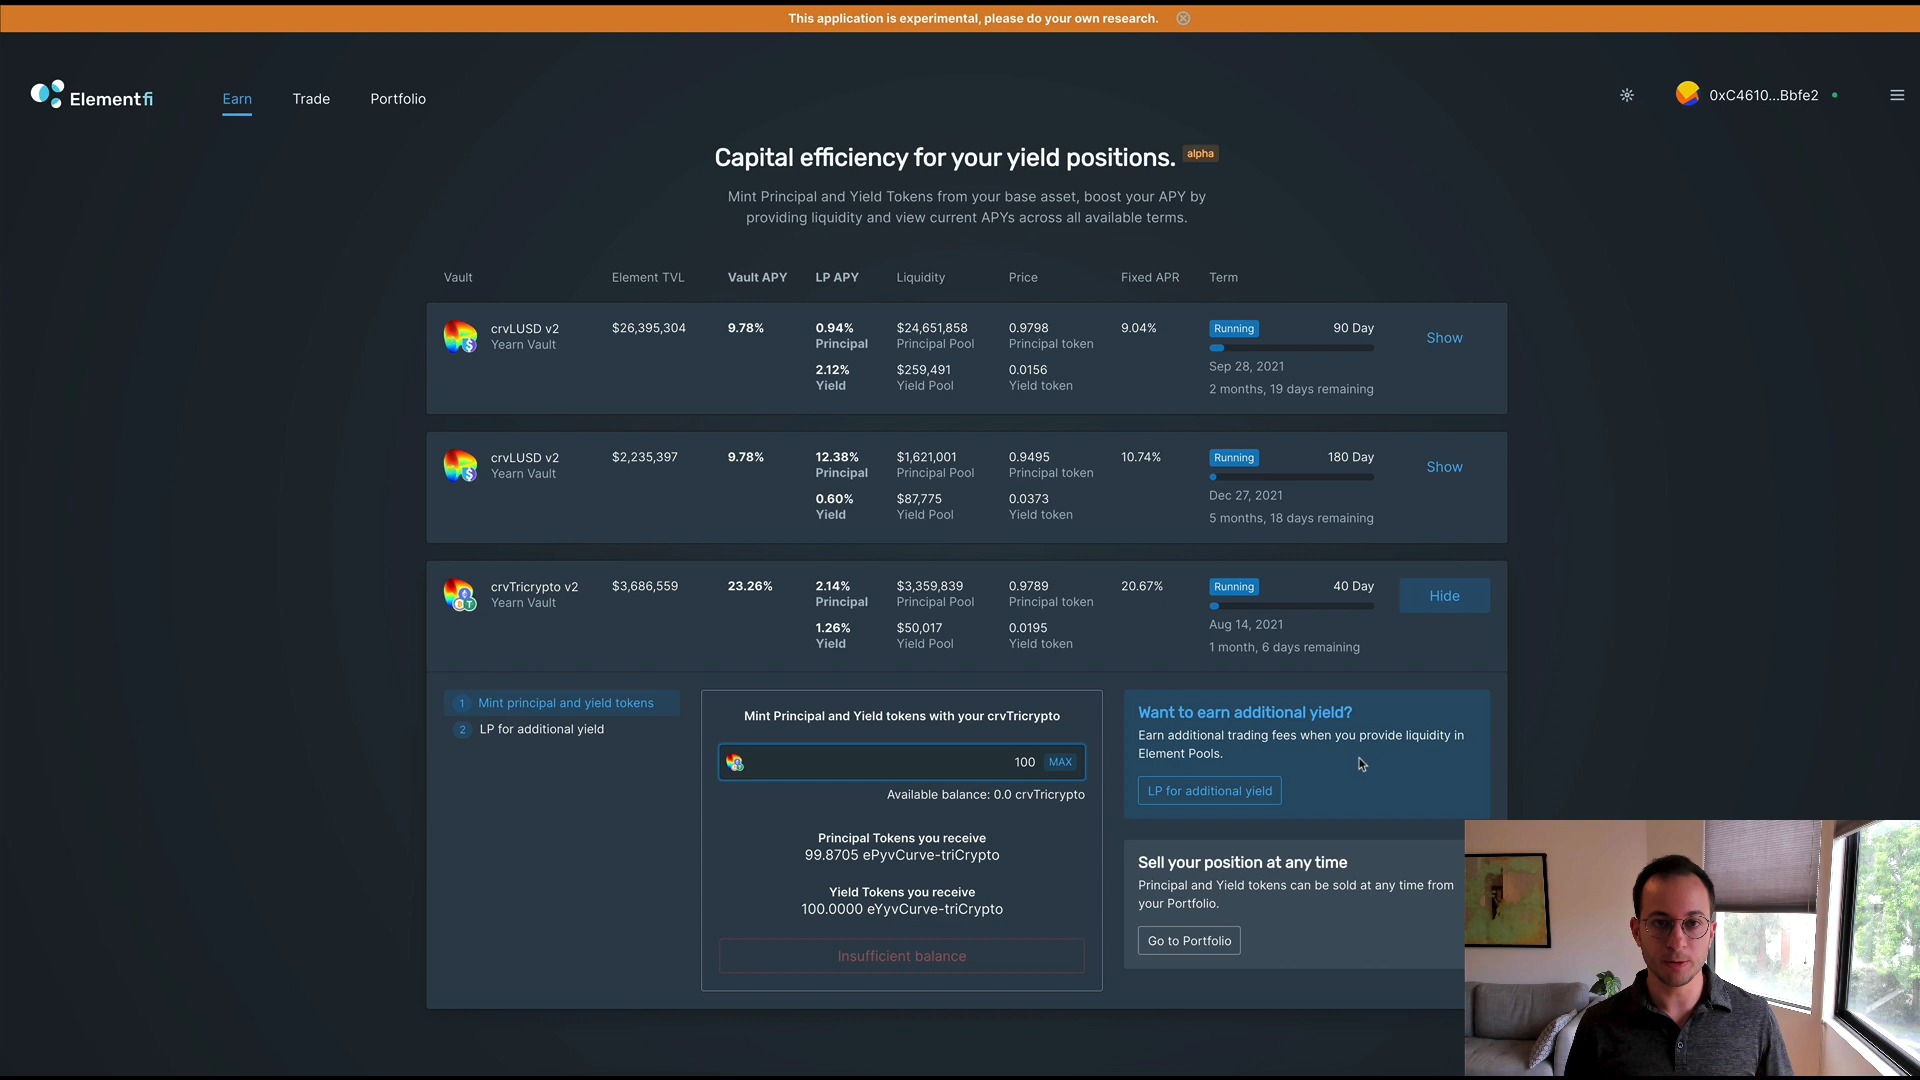 This application is experimental, please do your own research.
Elementfi
Earn
Trade
Portfolio
0xC4610...Bbfe2
Capital efficiency for your yield positions. alpha
Mint Principal and Yield Tokens from your base asset, boost your APY by
providing liquidity and view current APYs across all available terms.
Vault Element TVL Vault APY LP APY Liquidity Price Fixed APR Term
crvLUSD v2 $26,395,304 9.78% 0.94% $24,651,858 0.9798 9.04% Running 90 Day Show
Yearn Vault Principal Principal Pool Principal token
2.12% $259,491 0.0156 Sep 28, 2021
Yield Yield Pool Yield token 2 months, 19 days remaining
crvLUSD v2 $2,235,397 9.78% 12.38% $1,621,001 0.9495 10.74% Running 180 Day Show
Yearn Vault Principal Principal Pool Principal token
0.60% $87,775 0.0373 Dec 27, 2021
Yield Yield Pool Yield token 5 months, 18 days remaining
crvTricrypto v2 $3,686,559 23.26% 2.14% $3,359,839 0.9789 20.67% Running 40 Day Hide
Yearn Vault Principal Principal Pool Principal token
1.26% $50,017 0.0195 Aug 14, 2021
Yield Yield Pool Yield token 1 month, 6 days remaining
1 Mint principal and yield tokens
2 LP for additional yield
Mint Principal and Yield tokens with your crvTricrypto
100 MAX
Available balance: 0.0 crvTricrypto
Principal Tokens you receive
99.8705 ePyvCurve-triCrypto
Yield Tokens you receive
100.0000 eYyvCurve-triCrypto
Insufficient balance
Want to earn additional yield?
Earn additional trading fees when you provide liquidity in
Element Pools.
LP for additional yield
Sell your position at any time
Principal and Yield tokens can be sold at any time from
your Portfolio.
Go to Portfolio